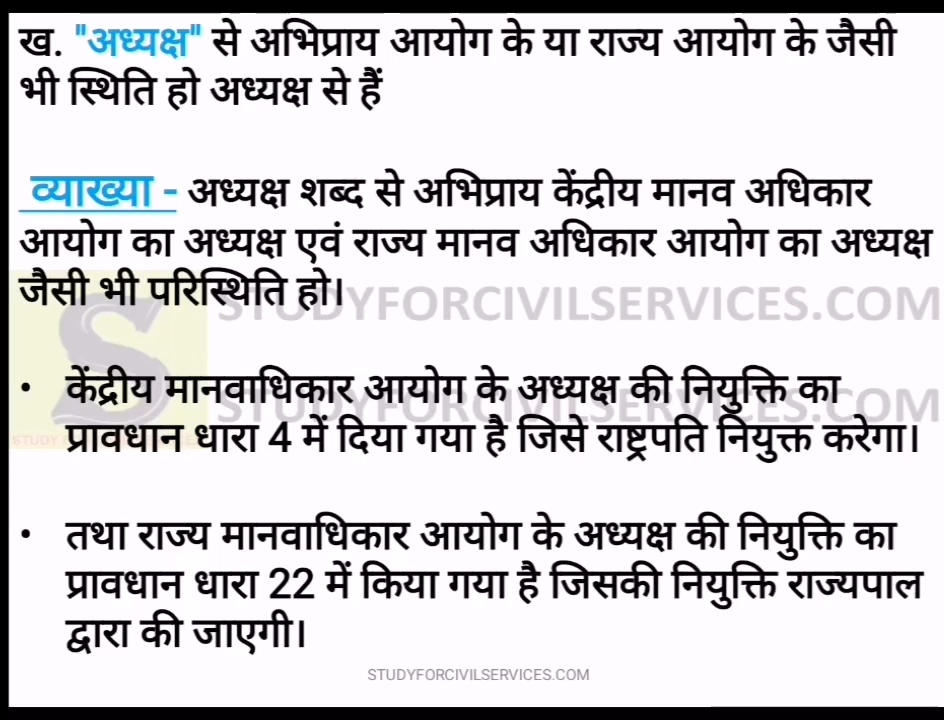 ख. "अध्यक्ष" से अभिप्राय आयोग के या राज्य आयोग के जैसी
भी स्थिति हो अध्यक्ष से हैं
व्याख्या - अध्यक्ष शब्द से अभिप्राय केंद्रीय मानव अधिकार
आयोग का अध्यक्ष एवं राज्य मानव अधिकार आयोग का अध्यक्ष
जैसी भी परिस्थिति हो।
STUDYFORCIVILSERVICES.COM
• केंद्रीय मानवाधिकार आयोग के अध्यक्ष की नियुक्ति का
STUDYFORCIVILSERVICES.COM
प्रावधान धारा 4 में दिया गया है जिसे राष्ट्रपति नियुक्त करेगा।
• तथा राज्य मानवाधिकार आयोग के अध्यक्ष की नियुक्ति का
प्रावधान धारा 22 में किया गया है जिसकी नियुक्ति राज्यपाल
द्वारा की जाएगी।
STUDYFORCIVILSERVICES.COM